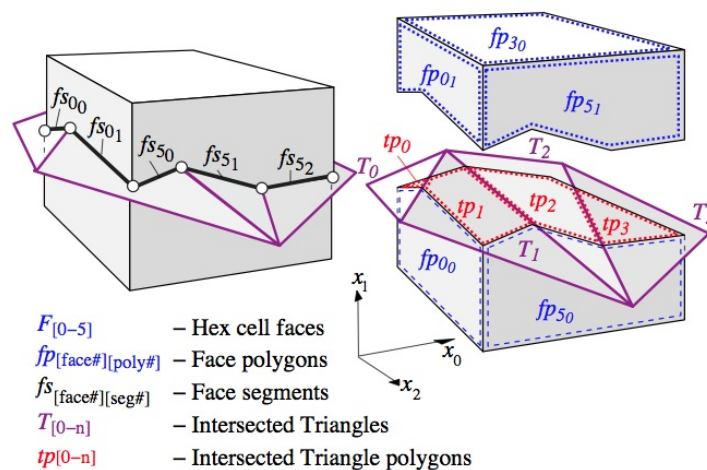 fs00
fs01
fs50
fs51
fs52
T0
fp30
fp01
fp51
tp0
T2
tp1
tp2
tp3
T1
fp00
fp50
x1
x0
x2
F[0–5] – Hex cell faces
fp[face#][poly#] – Face polygons
fs[face#][seg#] – Face segments
T[0–n] – Intersected Triangles
tp[0–n] – Intersected Triangle polygons